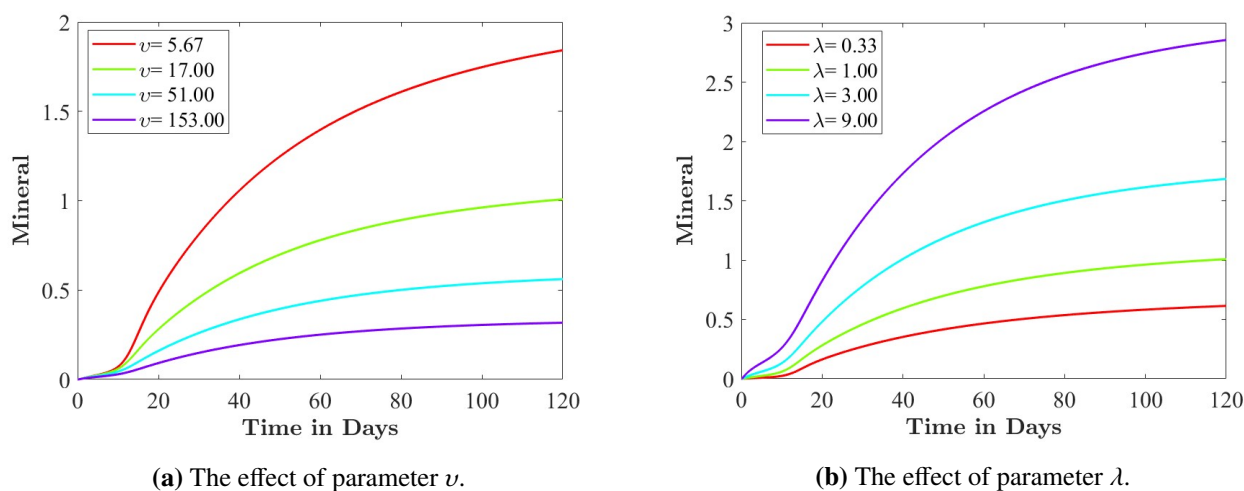 2
1.5
1
0.5
0
0 20 40 60 80 100 120
Mineral
Time in Days
υ= 5.67
υ= 17.00
υ= 51.00
υ= 153.00
(a) The effect of parameter υ.
3
2.5
2
1.5
1
0.5
0
0 20 40 60 80 100 120
Mineral
Time in Days
λ= 0.33
λ= 1.00
λ= 3.00
λ= 9.00
(b) The effect of parameter λ.